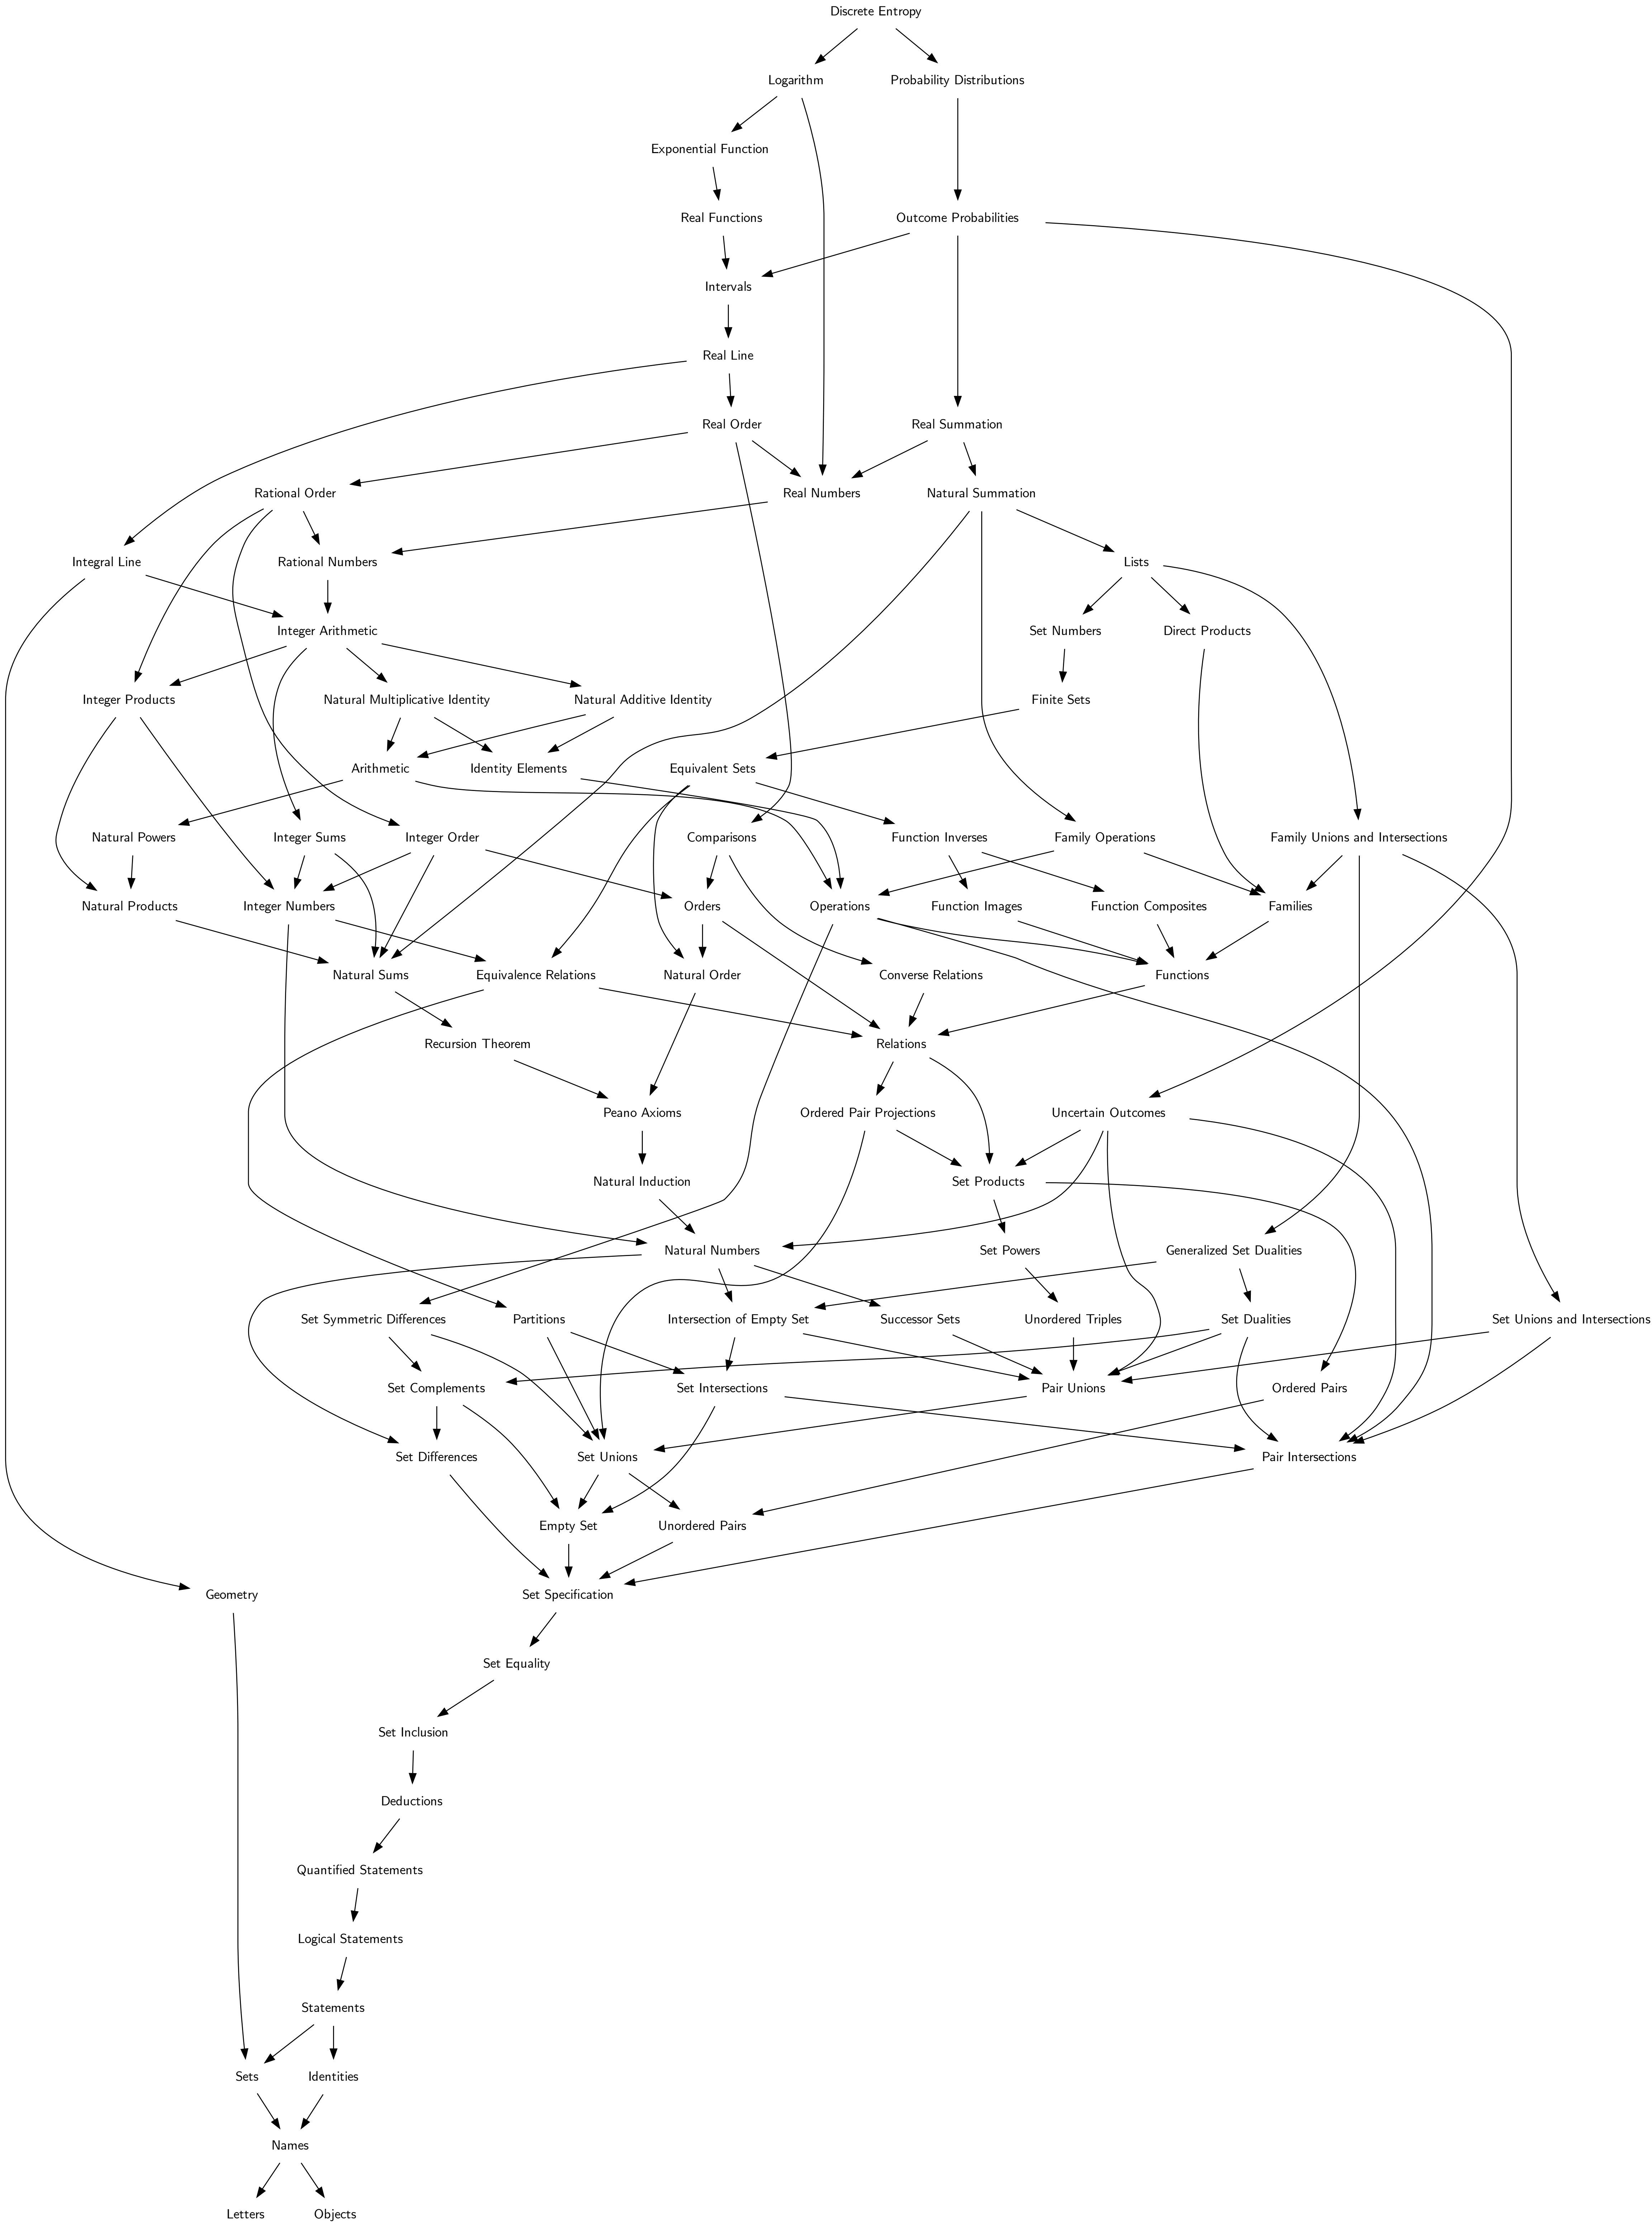 Discrete Entropy
Logarithm
Probability Distributions
Exponential Function
Real Functions
Outcome Probabilities
Intervals
Real Line
Real Order
Real Summation
Rational Order
Real Numbers
Natural Summation
Integral Line
Rational Numbers
Lists
Integer Arithmetic
Set Numbers
Direct Products
Integer Products
Natural Multiplicative Identity
Natural Additive Identity
Finite Sets
Arithmetic
Identity Elements
Equivalent Sets
Natural Powers
Integer Sums
Integer Order
Comparisons
Function Inverses
Family Operations
Family Unions and Intersections
Natural Products
Integer Numbers
Orders
Operations
Function Images
Function Composites
Families
Natural Sums
Equivalence Relations
Natural Order
Converse Relations
Functions
Recursion Theorem
Relations
Peano Axioms
Ordered Pair Projections
Uncertain Outcomes
Natural Induction
Set Products
Natural Numbers
Set Powers
Generalized Set Dualities
Set Symmetric Differences
Partitions
Intersection of Empty Set
Successor Sets
Unordered Triples
Set Dualities
Set Unions and Intersections
Set Complements
Set Intersections
Pair Unions
Ordered Pairs
Set Differences
Set Unions
Pair Intersections
Empty Set
Unordered Pairs
Geometry
Set Specification
Set Equality
Set Inclusion
Deductions
Quantified Statements
Logical Statements
Statements
Sets
Identities
Names
Letters
Objects